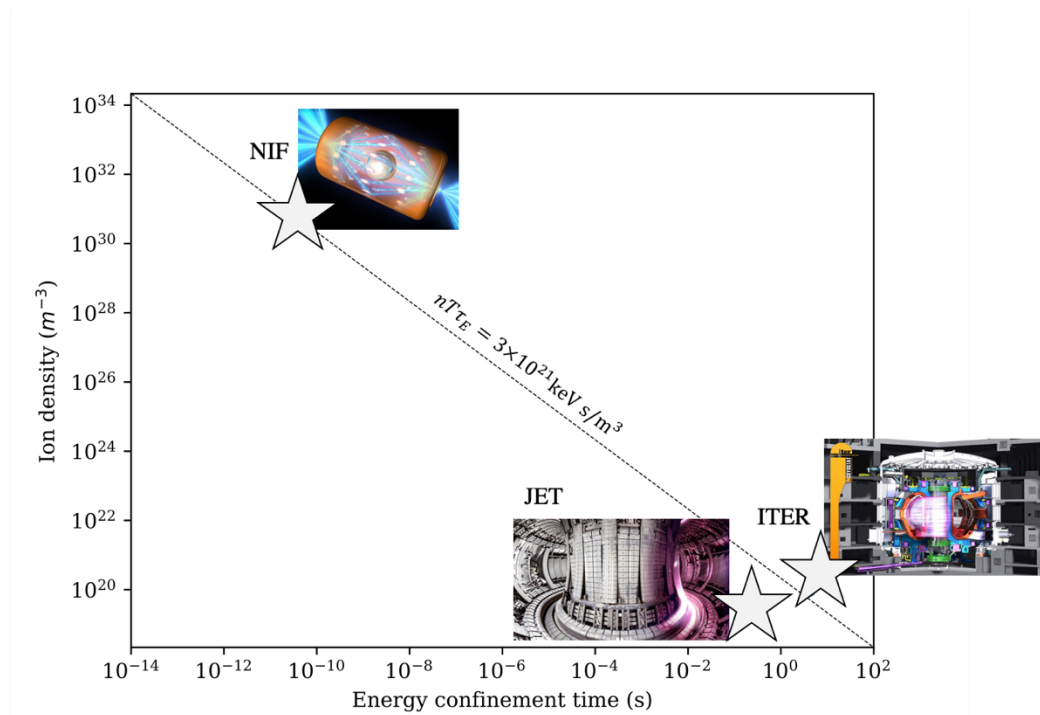 10^34
NIF
10^32
10^30
10^28
nTτ_E = 3×10^21 keV s/m^3
10^26
Ion density (m^−3)
10^24
JET
10^22
ITER
10^20
10^−14 10^−12 10^−10 10^−8 10^−6 10^−4 10^−2 10^0 10^2
Energy confinement time (s)